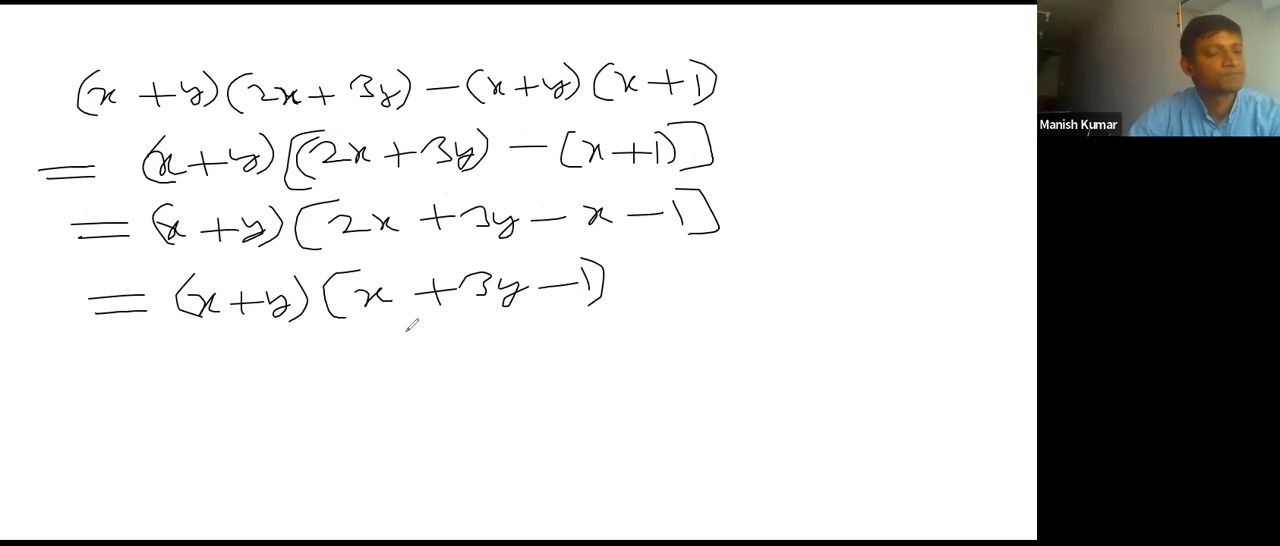 (x + y)(2x + 3y) - (x + y)(x + 1)
= (x + y)[(2x + 3y) - (x + 1)]
= (x + y)[2x + 3y - x - 1]
= (x + y)(x + 3y - 1)
Manish Kumar